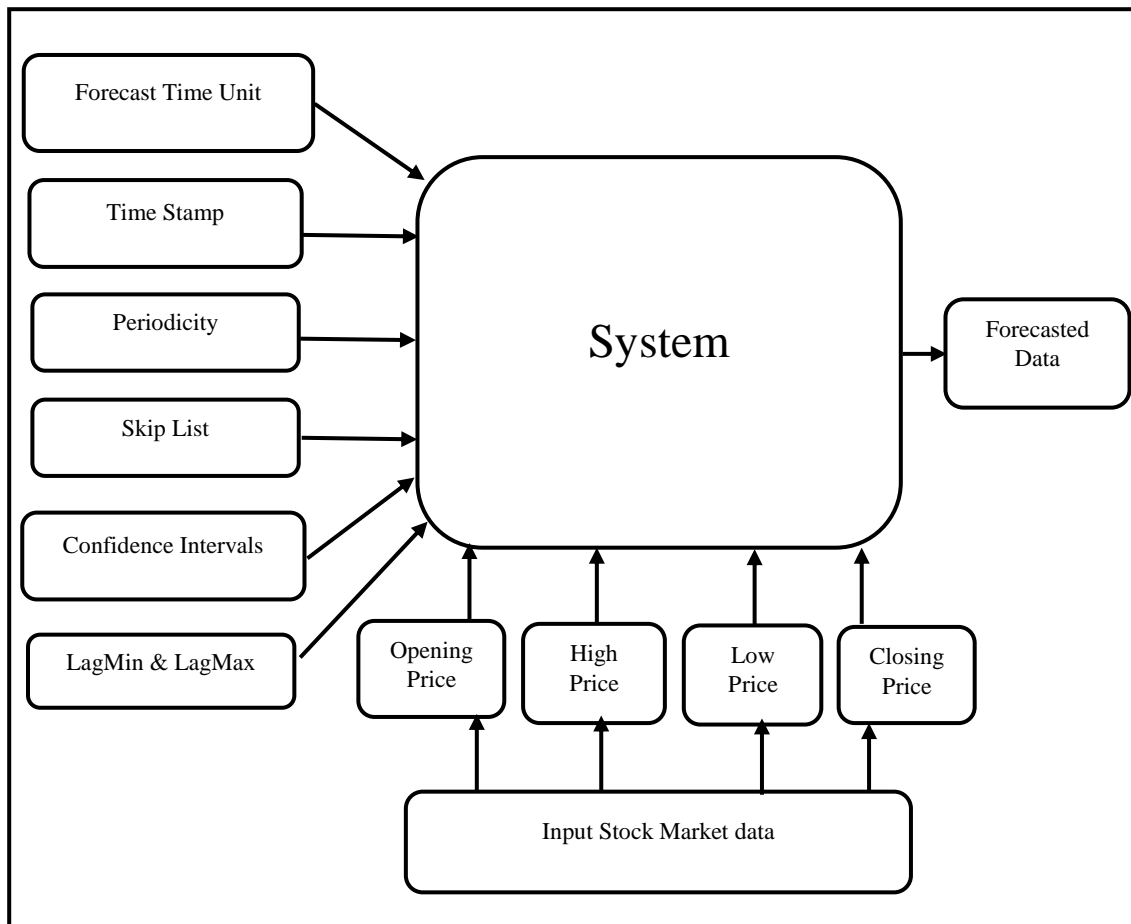 Forecast Time Unit
Time Stamp
Periodicity
Skip List
Confidence Intervals
LagMin & LagMax
System
Forecasted
Data
Opening
Price
High
Price
Low
Price
Closing
Price
Input Stock Market data